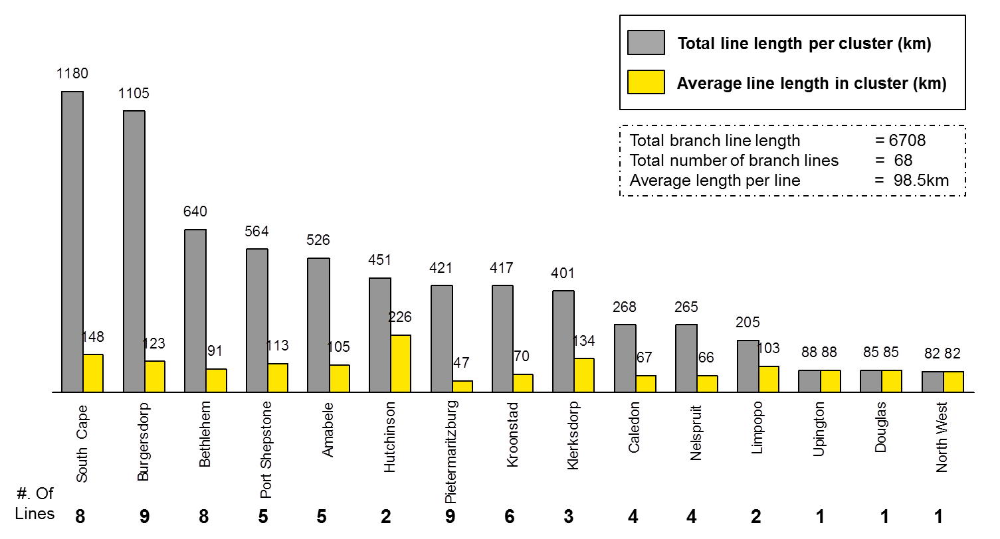 Total line length per cluster (km)
Average line length in cluster (km)
Total branch line length = 6708
Total number of branch lines = 68
Average length per line = 98.5km
1180
148
1105
123
640
91
564
113
526
105
451
226
421
47
417
70
401
134
268
67
265
66
205
103
88 88
85 85
82 82
South Cape
Burgersdorp
Bethlehem
Port Shepstone
Amabele
Hutchinson
Pietermaritzburg
Kroonstad
Klerksdorp
Caledon
Nelspruit
Limpopo
Upington
Douglas
North West
#. Of
Lines
8 9 8 5 5 2 9 6 3 4 4 2 1 1 1